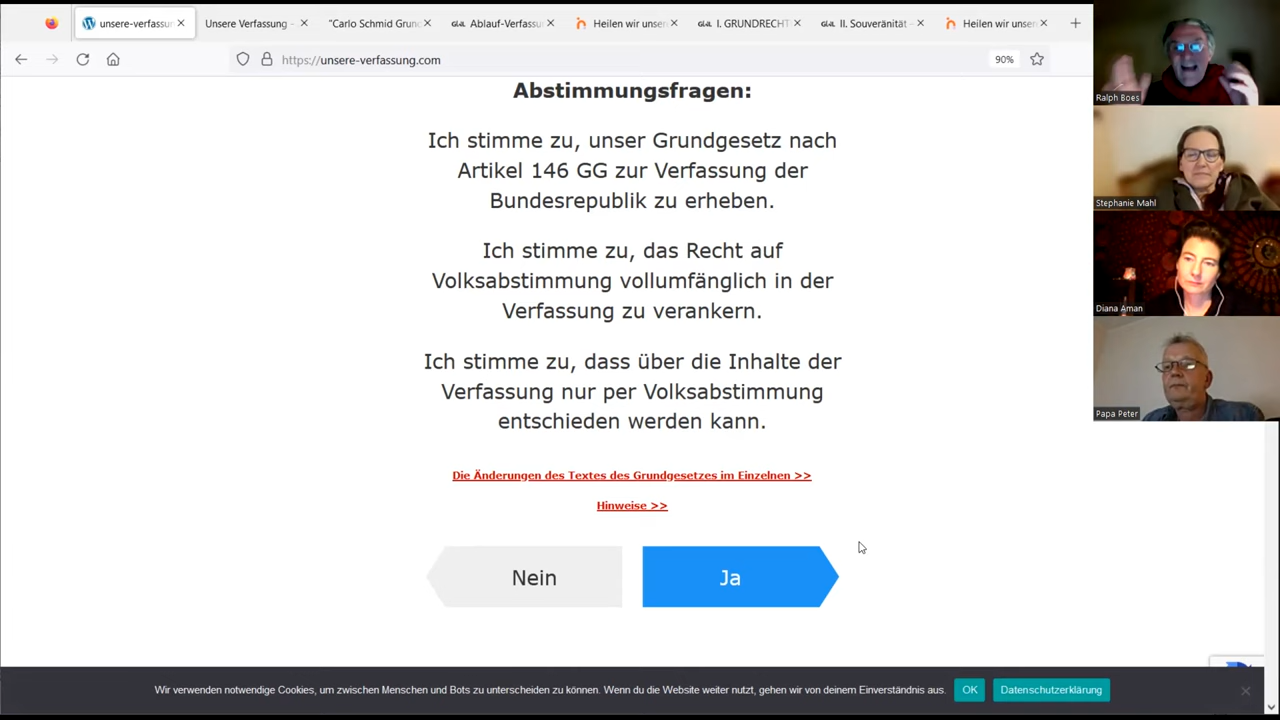 unsere-verfassu
Unsere Verfassung –
"Carlo Schmid Grun
Ablauf-Verfassu
Heilen wir unser
I. GRUNDRECHT
II. Souveränität –
Heilen wir unser
https://unsere-verfassung.com
90%
Abstimmungsfragen:
Ich stimme zu, unser Grundgesetz nach
Artikel 146 GG zur Verfassung der
Bundesrepublik zu erheben.
Ich stimme zu, das Recht auf
Volksabstimmung vollumfänglich in der
Verfassung zu verankern.
Ich stimme zu, dass über die Inhalte der
Verfassung nur per Volksabstimmung
entschieden werden kann.
Die Änderungen des Textes des Grundgesetzes im Einzelnen >>
Hinweise >>
Nein
Ja
Wir verwenden notwendige Cookies, um zwischen Menschen und Bots zu unterscheiden zu können. Wenn du die Website weiter nutzt, gehen wir von deinem Einverständnis aus.
OK
Datenschutzerklärung
Ralph Boes
Stephanie Mahl
Diana Aman
Papa Peter